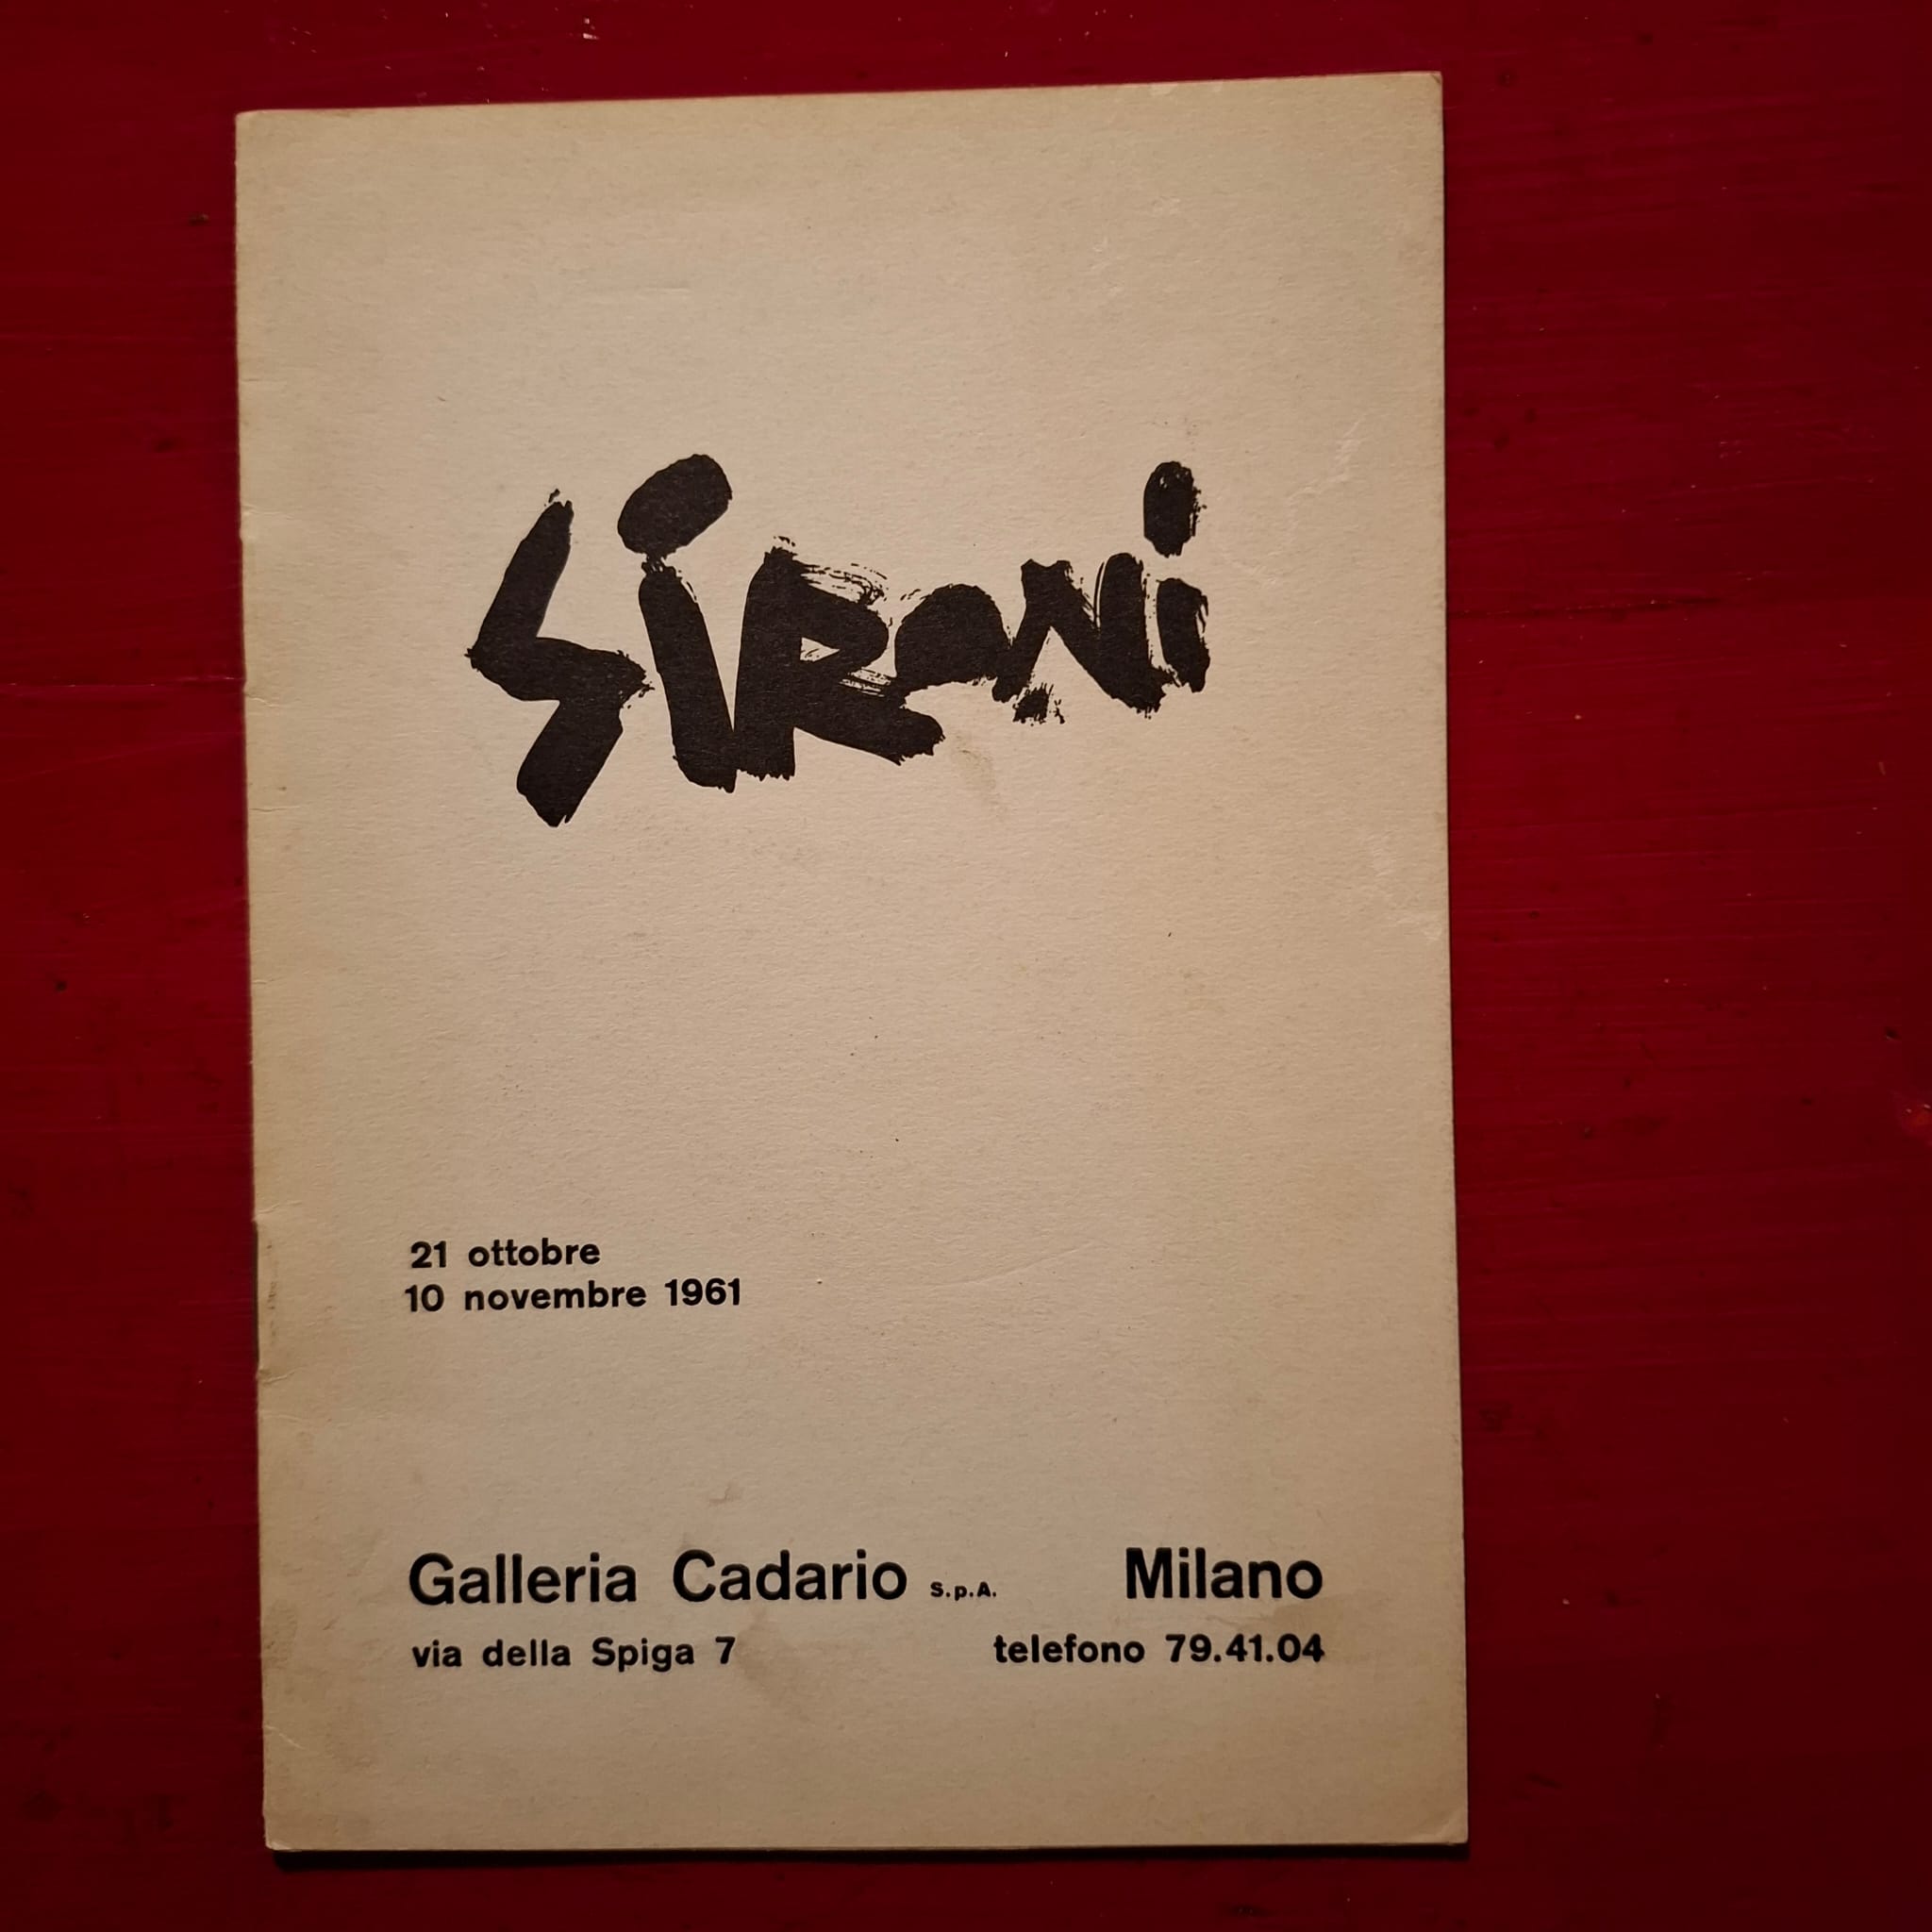 SiRoNi
21 ottobre
10 novembre 1961
Galleria Cadario S.p.A. Milano
via della Spiga 7 telefono 79.41.04